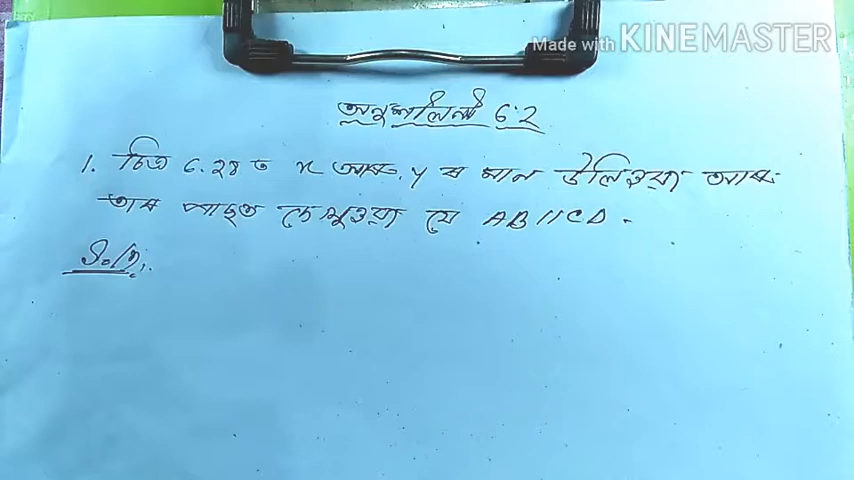 Made with KINEMASTER
অনুশীলনী 6.2
1. চিত্ৰ 6.28 ত x আৰু y ৰ মান উলিওৱা আৰু
তাৰ পাছত দেখুওৱা যে AB||CD.
Sol^n: